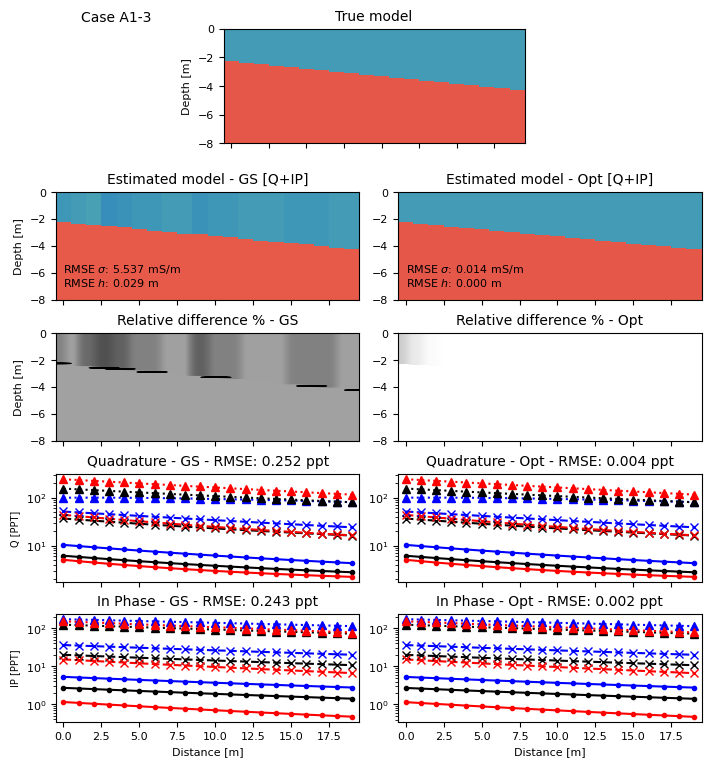 Case A1-3
True model
Depth [m]
0
−2
−4
−6
−8
Estimated model - GS [Q+IP]
Estimated model - Opt [Q+IP]
Depth [m]
0
−2
−4
−6
−8
RMSE σ: 5.537 mS/m
RMSE h: 0.029 m
0
−2
−4
−6
−8
RMSE σ: 0.014 mS/m
RMSE h: 0.000 m
Relative difference % - GS
Relative difference % - Opt
Depth [m]
0
−2
−4
−6
−8
0
−2
−4
−6
−8
Quadrature - GS - RMSE: 0.252 ppt
Quadrature - Opt - RMSE: 0.004 ppt
Q [PPT]
10²
10¹
10²
10¹
In Phase - GS - RMSE: 0.243 ppt
In Phase - Opt - RMSE: 0.002 ppt
IP [PPT]
10²
10¹
10⁰
10²
10¹
10⁰
0.0 2.5 5.0 7.5 10.0 12.5 15.0 17.5
0.0 2.5 5.0 7.5 10.0 12.5 15.0 17.5
Distance [m]
Distance [m]